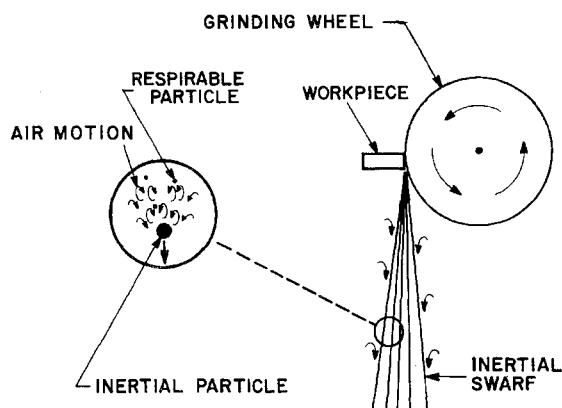 GRINDING WHEEL
RESPIRABLE
PARTICLE
WORKPIECE
AIR MOTION
INERTIAL PARTICLE
INERTIAL
SWARF